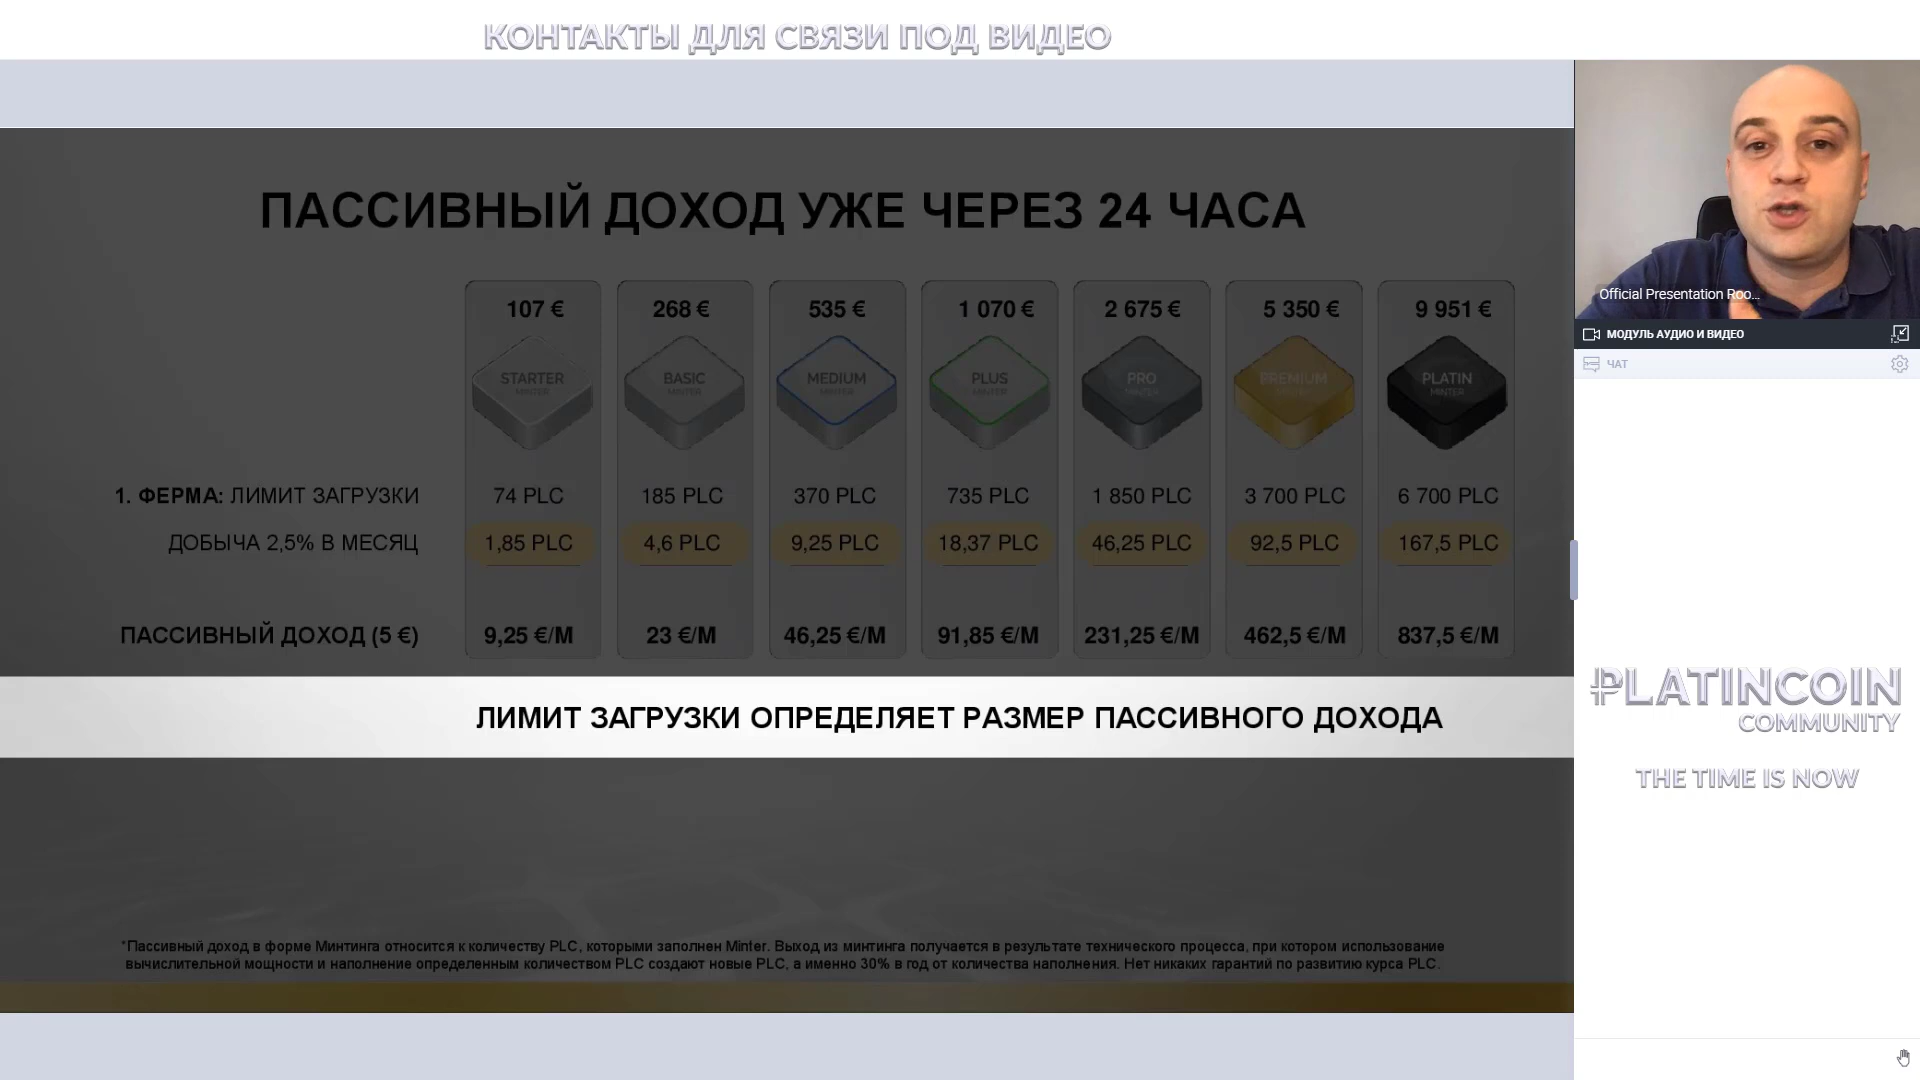 КОНТАКТЫ ДЛЯ СВЯЗИ ПОД ВИДЕО
ПАССИВНЫЙ ДОХОД УЖЕ ЧЕРЕЗ 24 ЧАСА
107 € 268 € 535 € 1 070 € 2 675 € 5 350 € 9 951 €
STARTER BASIC MEDIUM PLUS PRO PREMIUM PLATIN
MINTER MINTER MINTER MINTER MINTER MINTER MINTER
1. ФЕРМА: ЛИМИТ ЗАГРУЗКИ 74 PLC 185 PLC 370 PLC 735 PLC 1 850 PLC 3 700 PLC 6 700 PLC
ДОБЫЧА 2,5% В МЕСЯЦ 1,85 PLC 4,6 PLC 9,25 PLC 18,37 PLC 46,25 PLC 92,5 PLC 167,5 PLC
ПАССИВНЫЙ ДОХОД (5 €) 9,25 €/М 23 €/М 46,25 €/М 91,85 €/М 231,25 €/М 462,5 €/М 837,5 €/М
ЛИМИТ ЗАГРУЗКИ ОПРЕДЕЛЯЕТ РАЗМЕР ПАССИВНОГО ДОХОДА
*Пассивный доход в форме Минтинга относится к количеству PLC, которыми заполнен Minter. Выход из минтинга получается в результате технического процесса, при котором использование
вычислительной мощности и наполнение определенным количеством PLC создают новые PLC, а именно 30% в год от количества наполнения. Нет никаких гарантий по развитию курса PLC.
Official Presentation Roo...
МОДУЛЬ АУДИО И ВИДЕО
ЧАТ
PLATINCOIN
COMMUNITY
THE TIME IS NOW